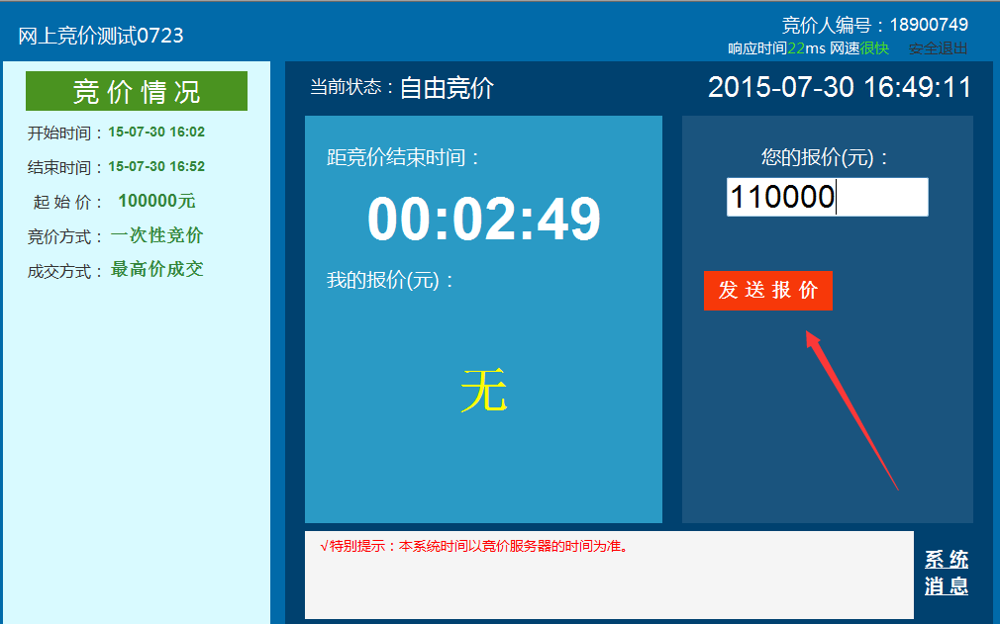 网上竞价测试0723
竞价人编号：18900749
响应时间22ms 网速很快 安全退出
竞价情况
开始时间：15-07-30 16:02
结束时间：15-07-30 16:52
起 始 价： 100000元
竞价方式：一次性竞价
成交方式：最高价成交
当前状态：自由竞价
2015-07-30 16:49:11
距竞价结束时间：
00:02:49
我的报价(元)：
无
您的报价(元)：
110000
发 送 报 价
√特别提示：本系统时间以竞价服务器的时间为准。
系 统
消 息